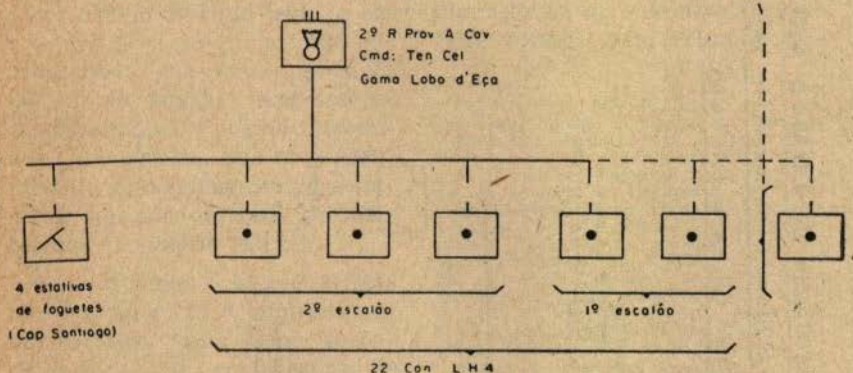 2º R Prov A Cav
Cmd: Ten Cel
Gama Lobo d'Eça
4 estativas
de foguetes
(Cap Santiago)
2º escalão
1º escalão
22 Can L H 4